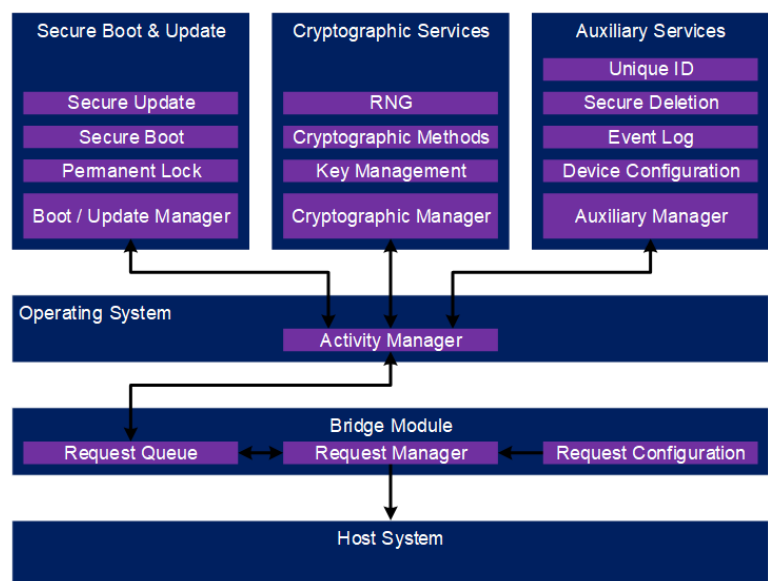 Secure Boot & Update
Secure Update
Secure Boot
Permanent Lock
Boot / Update Manager
Cryptographic Services
RNG
Cryptographic Methods
Key Management
Cryptographic Manager
Auxiliary Services
Unique ID
Secure Deletion
Event Log
Device Configuration
Auxiliary Manager
Operating System
Activity Manager
Bridge Module
Request Queue
Request Manager
Request Configuration
Host System